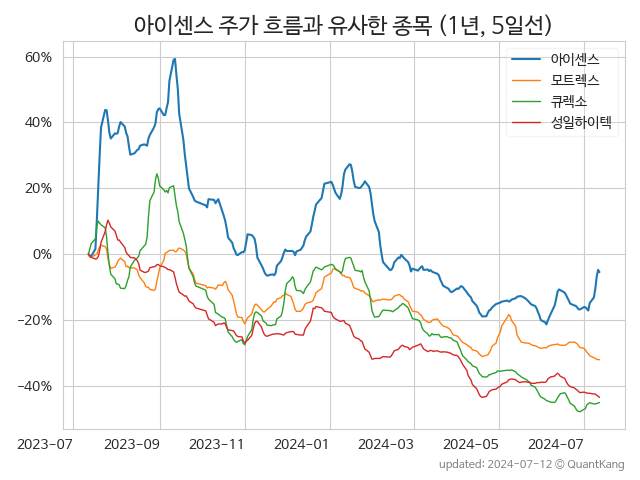 아이센스 주가 흐름과 유사한 종목 (1년, 5일선)
아이센스
모트렉스
큐렉소
성일하이텍
60%
40%
20%
0%
−20%
−40%
2023-07 2023-09 2023-11 2024-01 2024-03 2024-05 2024-07
updated: 2024-07-12 © QuantKang